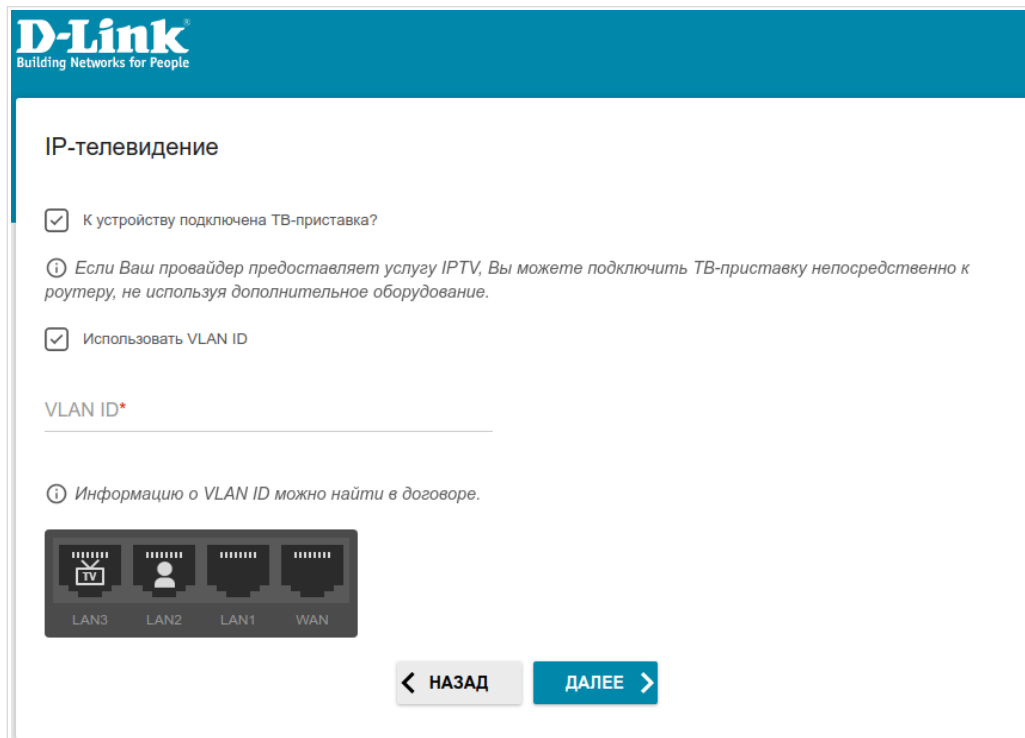 D-Link®
Building Networks for People
IP-телевидение
К устройству подключена ТВ-приставка?
Если Ваш провайдер предоставляет услугу IPTV, Вы можете подключить ТВ-приставку непосредственно к
роутеру, не используя дополнительное оборудование.
Использовать VLAN ID
VLAN ID*
Информацию о VLAN ID можно найти в договоре.
TV
LAN3 LAN2 LAN1 WAN
НАЗАД ДАЛЕЕ